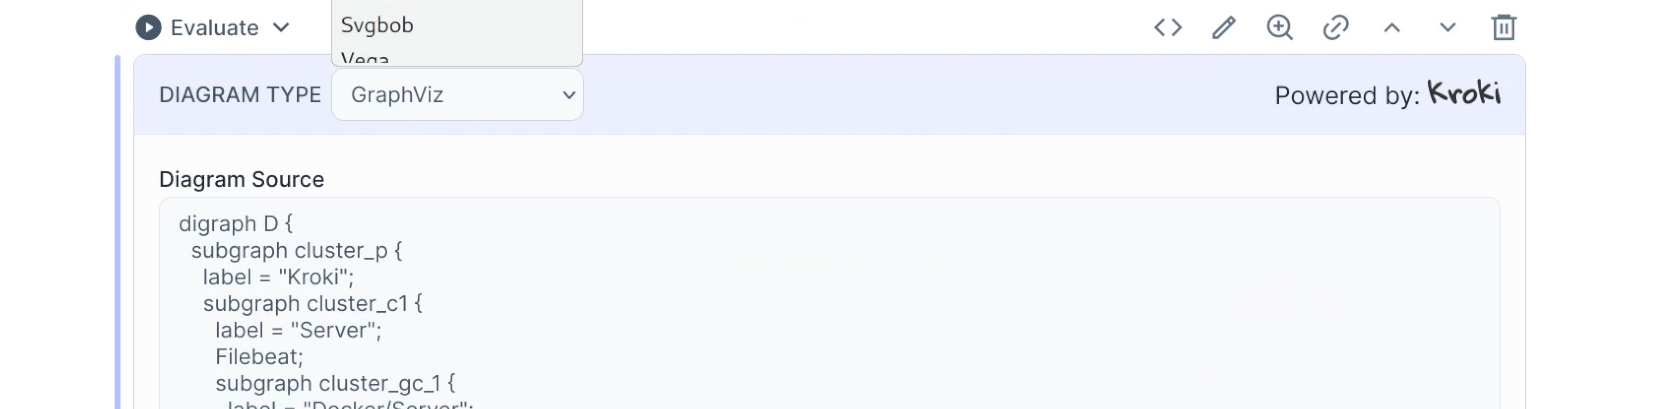 Svgbob
Evaluate
Vega
DIAGRAM TYPE GraphViz Powered by: Kroki
Diagram Source
digraph D {
subgraph cluster_p {
label = "Kroki";
subgraph cluster_c1 {
label = "Server";
Filebeat;
subgraph cluster_gc_1 {
label = "Docker/Server";